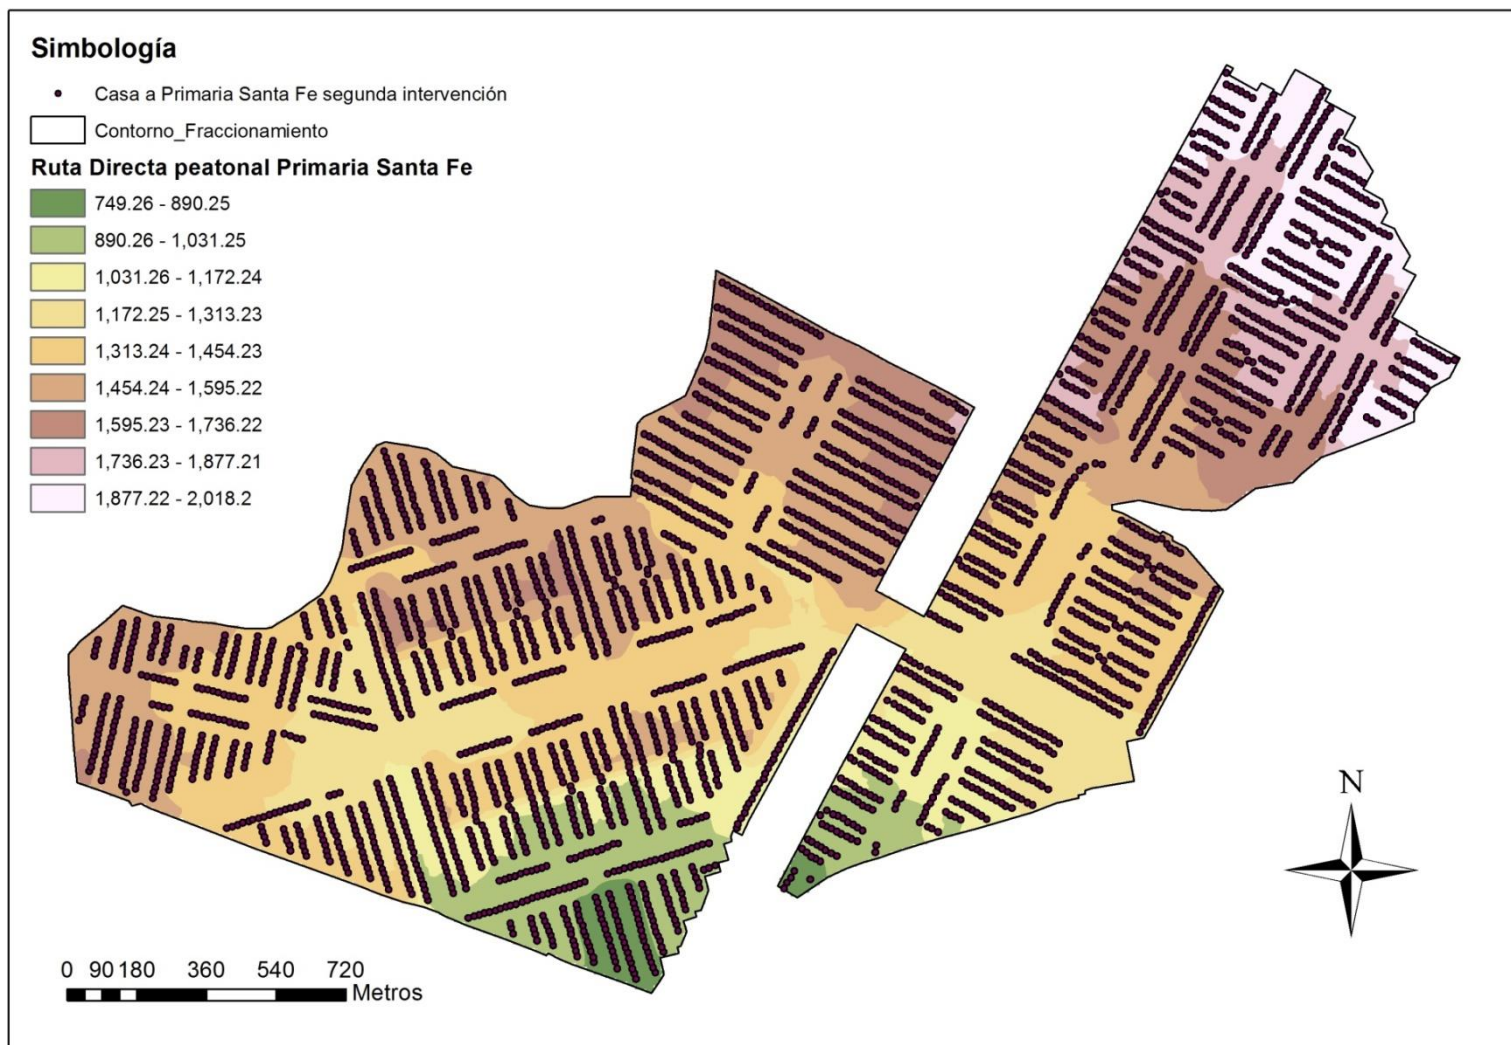 Simbología
Casa a Primaria Santa Fe segunda intervención
Contorno_Fraccionamiento
Ruta Directa peatonal Primaria Santa Fe
749.26 - 890.25
890.26 - 1,031.25
1,031.26 - 1,172.24
1,172.25 - 1,313.23
1,313.24 - 1,454.23
1,454.24 - 1,595.22
1,595.23 - 1,736.22
1,736.23 - 1,877.21
1,877.22 - 2,018.2
N
0 90 180 360 540 720
Metros